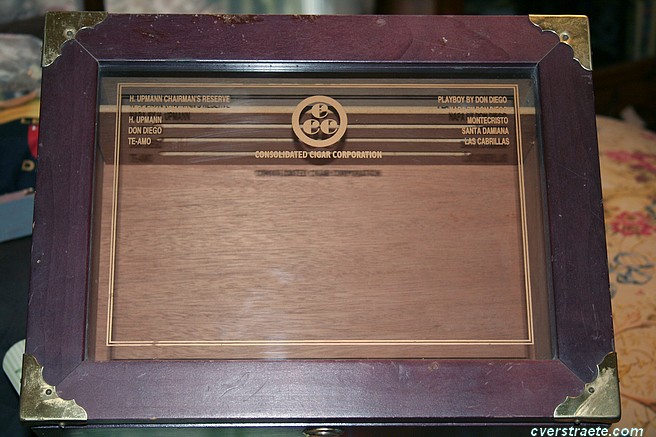 H. UPMANN CHAIRMAN'S RESERVE
H. UPMANN
DON DIEGO
TE-AMO
PLAYBOY BY DON DIEGO
MONTECRISTO
SANTA DAMIANA
LAS CABRILLAS
CONSOLIDATED CIGAR CORPORATION
cverstraete.com